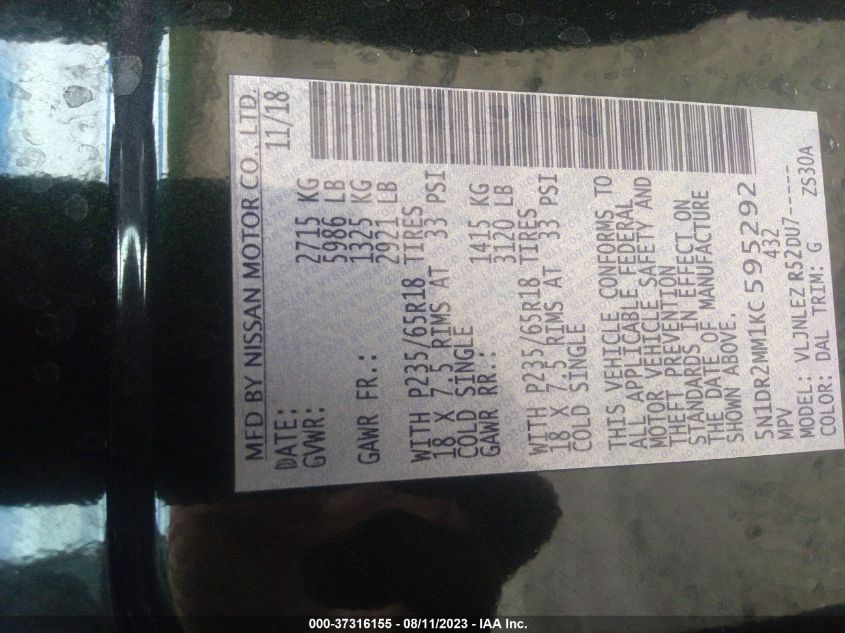 MFD BY NISSAN MOTOR CO., LTD.
DATE: 11/18
GVWR: 2715 KG
5986 LB
GAWR FR.: 1325 KG
2921 LB
WITH P235/65R18 TIRES
18 X 7.5 RIMS AT 33 PSI
COLD SINGLE
GAWR RR.: 1415 KG
3120 LB
WITH P235/65R18 TIRES
18 X 7.5 RIMS AT 33 PSI
COLD SINGLE
THIS VEHICLE CONFORMS TO
ALL APPLICABLE FEDERAL
MOTOR VEHICLE SAFETY AND
THEFT PREVENTION
STANDARDS IN EFFECT ON
THE DATE OF MANUFACTURE
SHOWN ABOVE.
5N1DR2MM1KC595292
MPV 432
MODEL: VLJNLEZ R52DU7-----
COLOR: DAL TRIM: G ZS30A
000-37316155 - 08/11/2023 - IAA Inc.